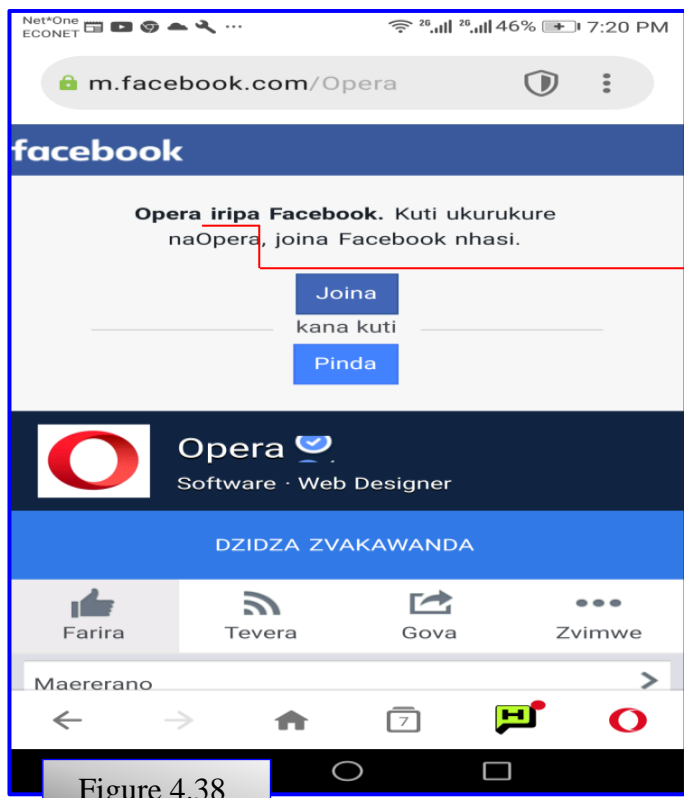 Net*One
ECONET
2G 2G 46% 7:20 PM
m.facebook.com/Opera
facebook
Opera iripa Facebook. Kuti ukurukure
naOpera, joina Facebook nhasi.
Joina
kana kuti
Pinda
Opera
Software · Web Designer
DZIDZA ZVAKAWANDA
Farira Tevera Gova Zvimwe
Maererano
7
H
Figure 4.38